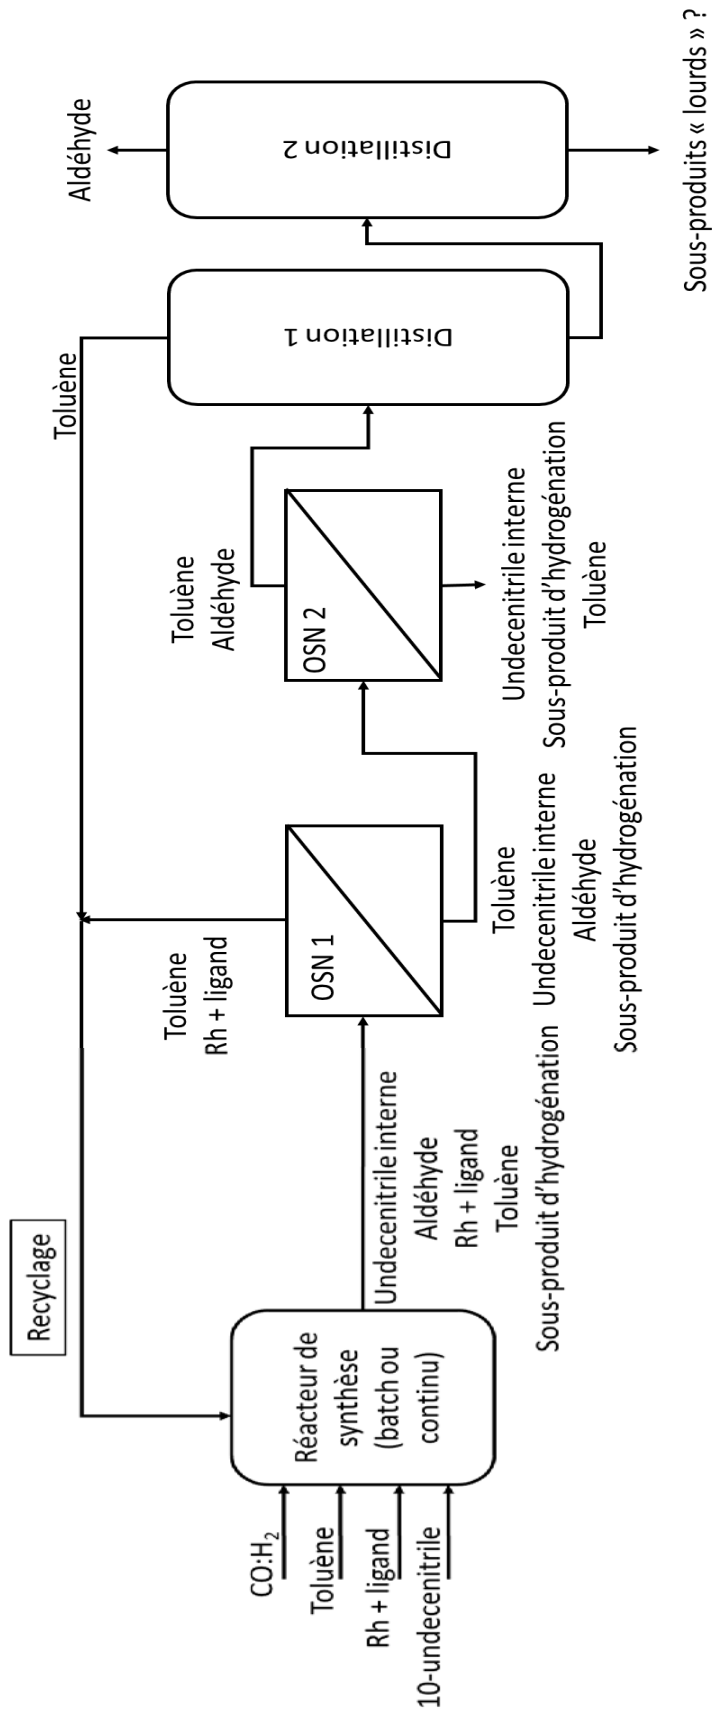 Recyclage
CO:H2
Toluène
Rh + ligand
10-undecenitrile
Réacteur de
synthèse
(batch ou
continu)
Undecenitrile interne
Aldéhyde
Rh + ligand
Toluène
Sous-produit d'hydrogénation
Toluène
Rh + ligand
OSN 1
Toluène
Undecenitrile interne
Aldéhyde
Sous-produit d'hydrogénation
Toluène
Aldéhyde
OSN 2
Undecenitrile interne
Sous-produit d'hydrogénation
Toluène
Toluène
Distillation 1
Distillation 2
Aldéhyde
Sous-produits « lourds » ?